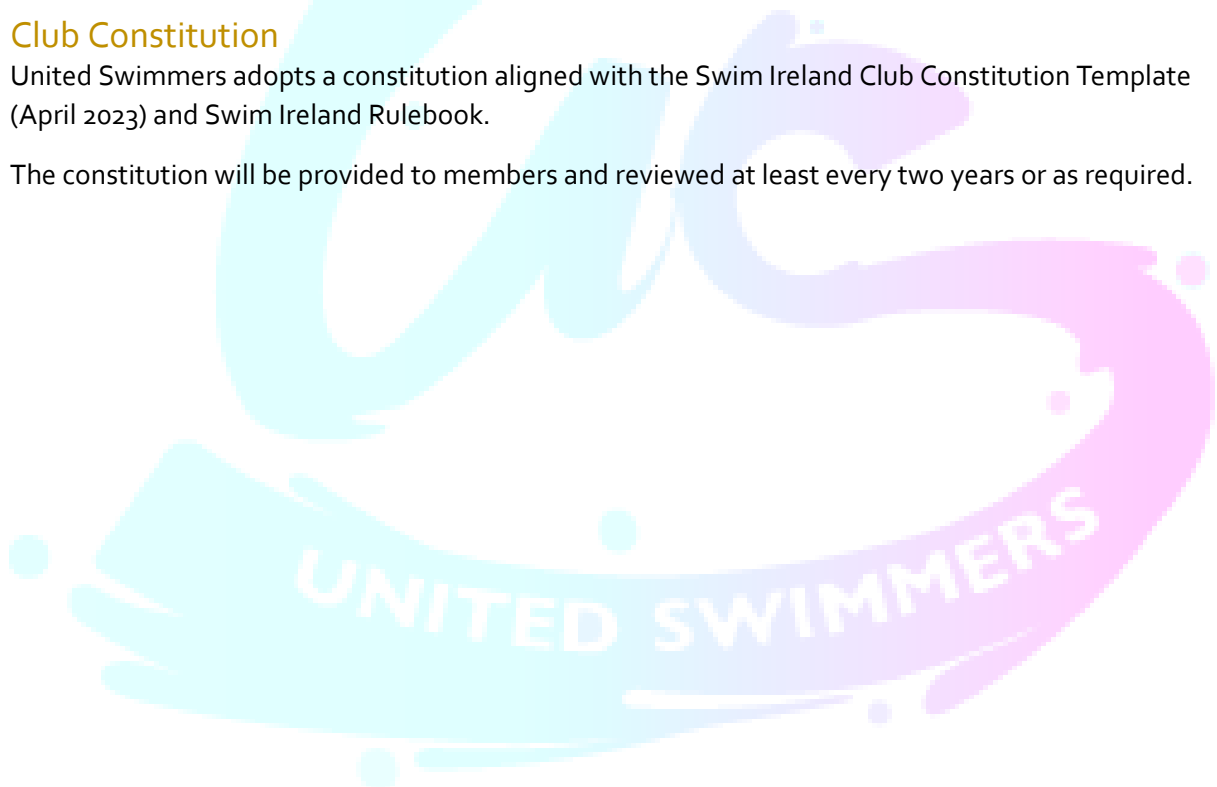 Club Constitution
United Swimmers adopts a constitution aligned with the Swim Ireland Club Constitution Template
(April 2023) and Swim Ireland Rulebook.
The constitution will be provided to members and reviewed at least every two years or as required.
us
UNITED SWIMMERS